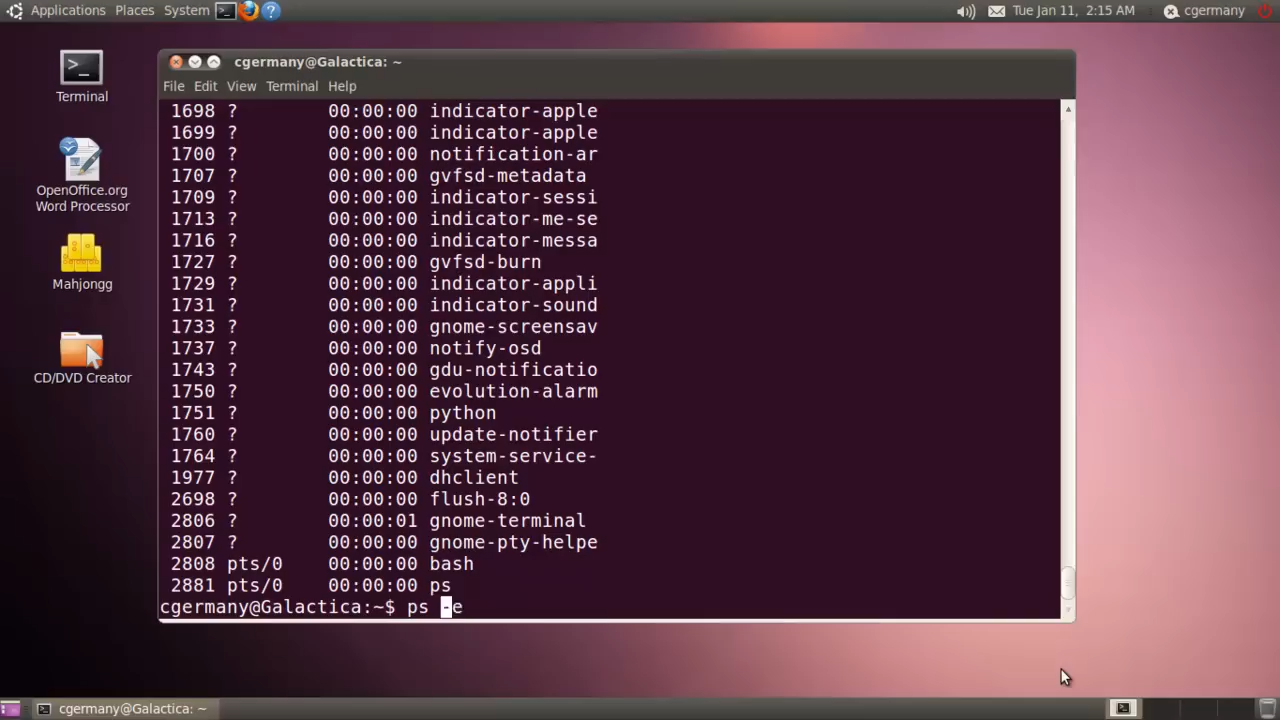 Applications Places System Tue Jan 11, 2:15 AM cgermany
Terminal
OpenOffice.org
Word Processor
Mahjongg
CD/DVD Creator
cgermany@Galactica: ~
File Edit View Terminal Help
1698 ? 00:00:00 indicator-apple
1699 ? 00:00:00 indicator-apple
1700 ? 00:00:00 notification-ar
1707 ? 00:00:00 gvfsd-metadata
1709 ? 00:00:00 indicator-sessi
1713 ? 00:00:00 indicator-me-se
1716 ? 00:00:00 indicator-messa
1727 ? 00:00:00 gvfsd-burn
1729 ? 00:00:00 indicator-appli
1731 ? 00:00:00 indicator-sound
1733 ? 00:00:00 gnome-screensav
1737 ? 00:00:00 notify-osd
1743 ? 00:00:00 gdu-notificatio
1750 ? 00:00:00 evolution-alarm
1751 ? 00:00:00 python
1760 ? 00:00:00 update-notifier
1764 ? 00:00:00 system-service-
1977 ? 00:00:00 dhclient
2698 ? 00:00:00 flush-8:0
2806 ? 00:00:01 gnome-terminal
2807 ? 00:00:00 gnome-pty-helpe
2808 pts/0 00:00:00 bash
2881 pts/0 00:00:00 ps
cgermany@Galactica:~$ ps -e
cgermany@Galactica: ~